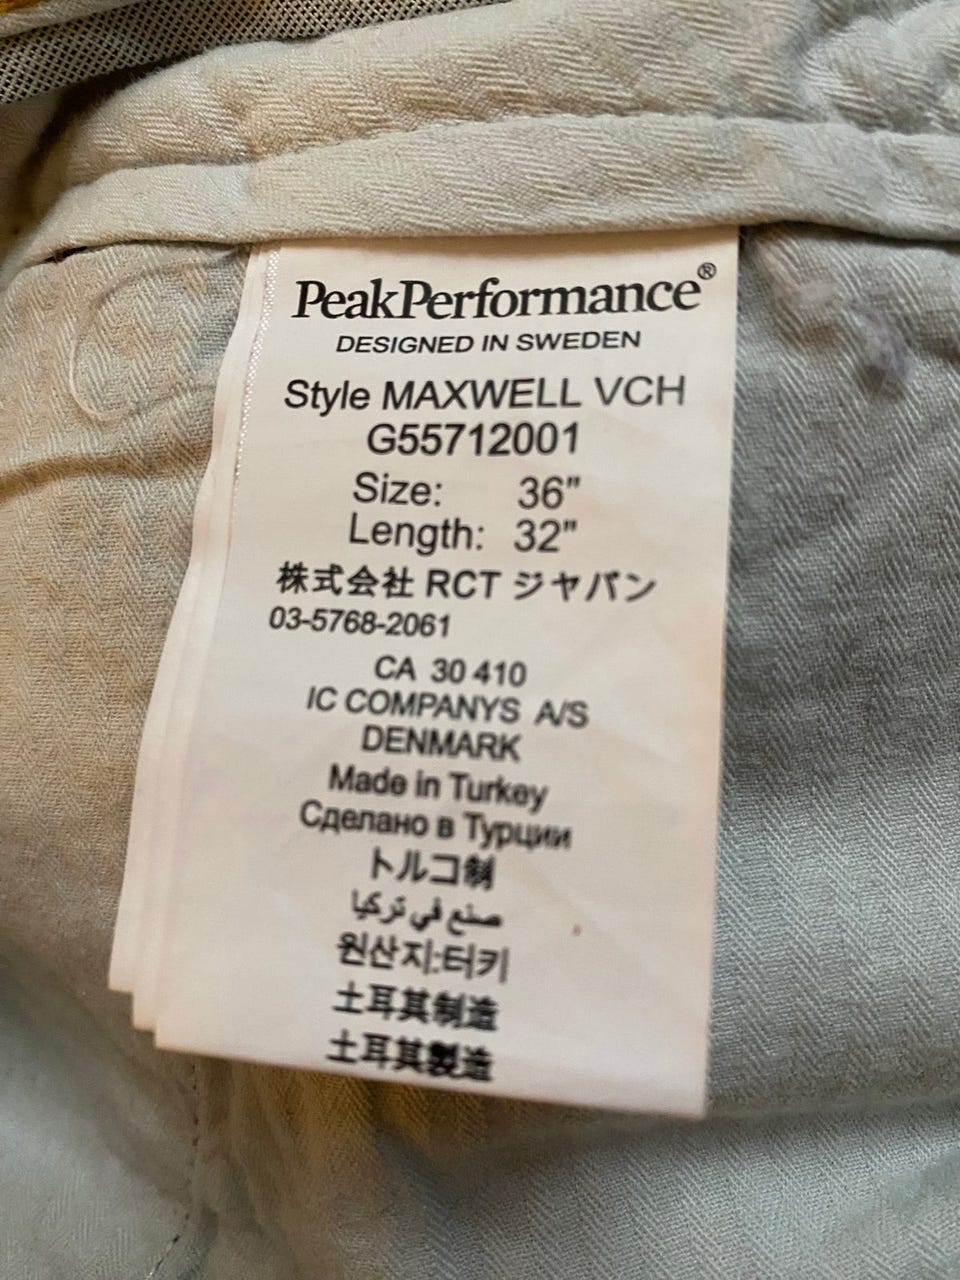 PeakPerformance®
DESIGNED IN SWEDEN
Style MAXWELL VCH
G55712001
Size: 36"
Length: 32"
株式会社 RCT ジャパン
03-5768-2061
CA 30 410
IC COMPANYS A/S
DENMARK
Made in Turkey
Сделано в Турции
トルコ制
صنع في تركيا
원산지:터키
土耳其制造
土耳其製造